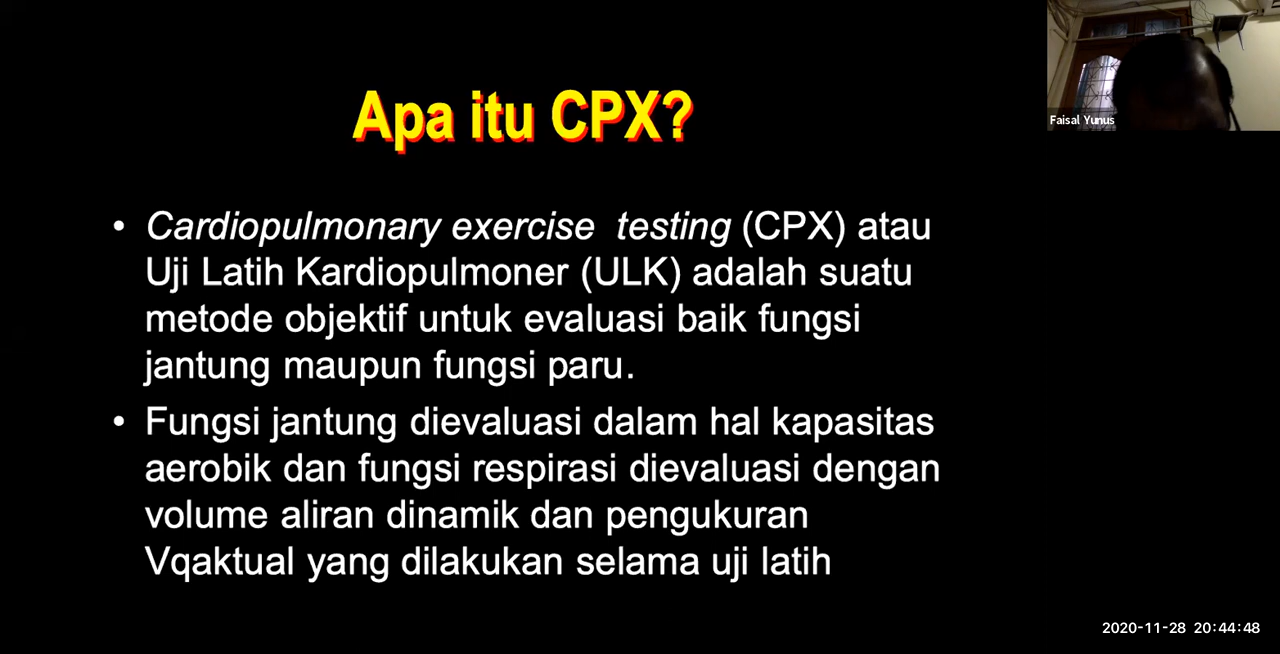 Apa itu CPX?
Faisal Yunus
• Cardiopulmonary exercise testing (CPX) atau
Uji Latih Kardiopulmoner (ULK) adalah suatu
metode objektif untuk evaluasi baik fungsi
jantung maupun fungsi paru.
• Fungsi jantung dievaluasi dalam hal kapasitas
aerobik dan fungsi respirasi dievaluasi dengan
volume aliran dinamik dan pengukuran
Vqaktual yang dilakukan selama uji latih
2020-11-28 20:44:48